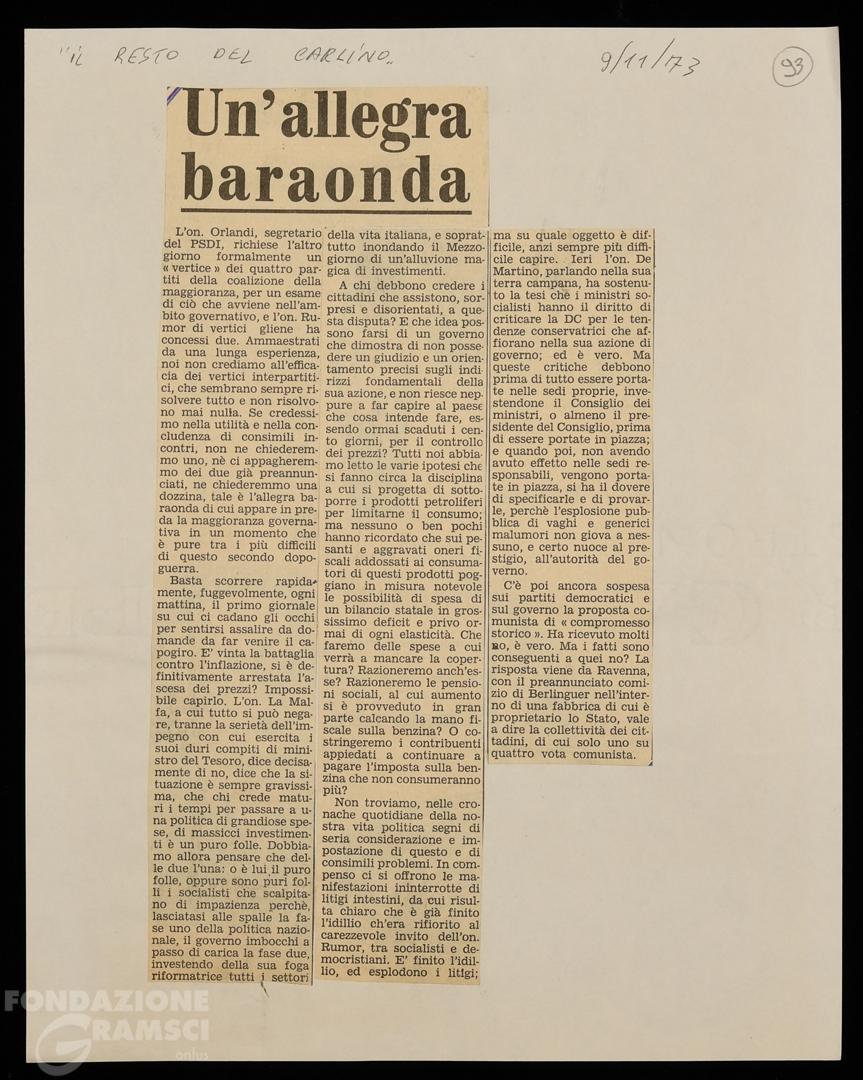 "IL RESTO DEL CARLINO"
9/11/73
93
Un'allegra
baraonda
L'on. Orlandi, segretario
del PSDI, richiese l'altro
giorno formalmente un
« vertice » dei quattro par-
titi della coalizione della
maggioranza, per un esame
di ciò che avviene nell'am-
bito governativo, e l'on. Ru-
mor di vertici gliene ha
concessi due. Ammaestrati
da una lunga esperienza,
noi non crediamo all'effica-
cia dei vertici interpartiti-
ci, che sembrano sempre ri-
solvere tutto e non risolvo-
no mai nulla. Se credessi-
mo nella utilità e nella con-
cludenza di consimili in-
contri, non ne chiederem-
mo uno, nè ci appagherem-
mo dei due già preannun-
ciati, ne chiederemmo una
dozzina, tale è l'allegra ba-
raonda di cui appare in pre-
da la maggioranza governa-
tiva in un momento che
è pure tra i più difficili
di questo secondo dopo-
guerra.
Basta scorrere rapida-
mente, fuggevolmente, ogni
mattina, il primo giornale
su cui ci cadano gli occhi
per sentirsi assalire da do-
mande da far venire il ca-
pogiro. E' vinta la battaglia
contro l'inflazione, si è de-
finitivamente arrestata l'a-
scesa dei prezzi? Impossi-
bile capirlo. L'on. La Mal-
fa, a cui tutto si può nega-
re, tranne la serietà dell'im-
pegno con cui esercita i
suoi duri compiti di mini-
stro del Tesoro, dice decisa-
mente di no, dice che la si-
tuazione è sempre gravissi-
ma, che chi crede matu-
ri i tempi per passare a u-
na politica di grandiose spe-
se, di massicci investimen-
ti è un puro folle. Dobbia-
mo allora pensare che del-
le due l'una: o è lui il puro
folle, oppure sono puri fol-
li i socialisti che scalpita-
no di impazienza perchè,
lasciatasi alle spalle la fa-
se uno della politica nazio-
nale, il governo imbocchi a
passo di carica la fase due,
investendo della sua foga
riformatrice tutti i settori
della vita italiana, e soprat-
tutto inondando il Mezzo-
giorno di un'alluvione ma-
gica di investimenti.
A chi debbono credere i
cittadini che assistono, sor-
presi e disorientati, a que-
sta disputa? E che idea pos-
sono farsi di un governo
che dimostra di non posse-
dere un giudizio e un orien-
tamento precisi sugli indi-
rizzi fondamentali della
sua azione, e non riesce nep-
pure a far capire al paese
che cosa intende fare, es-
sendo ormai scaduti i cen-
to giorni, per il controllo
dei prezzi? Tutti noi abbia-
mo letto le varie ipotesi che
si fanno circa la disciplina
a cui si progetta di sotto-
porre i prodotti petroliferi
per limitarne il consumo;
ma nessuno o ben pochi
hanno ricordato che sui pe-
santi e aggravati oneri fi-
scali addossati ai consuma-
tori di questi prodotti pog-
giano in misura notevole
le possibilità di spesa di
un bilancio statale in gros-
sissimo deficit e privo or-
mai di ogni elasticità. Che
faremo delle spese a cui
verrà a mancare la coper-
tura? Razioneremo anch'es-
se? Razioneremo le pensio-
ni sociali, al cui aumento
si è provveduto in gran
parte calcando la mano fi-
scale sulla benzina? O co-
stringeremo i contribuenti
appiedati a continuare a
pagare l'imposta sulla ben-
zina che non consumeranno
più?
Non troviamo, nelle cro-
nache quotidiane della no-
stra vita politica segni di
seria considerazione e im-
postazione di questo e di
consimili problemi. In com-
penso ci si offrono le ma-
nifestazioni ininterrotte di
litigi intestini, da cui risul-
ta chiaro che è già finito
l'idillio ch'era rifiorito al
carezzevole invito dell'on.
Rumor, tra socialisti e de-
mocristiani. E' finito l'idil-
lio, ed esplodono i litigi;
ma su quale oggetto è dif-
ficile, anzi sempre più diffi-
cile capire. Ieri l'on. De
Martino, parlando nella sua
terra campana, ha sostenu-
to la tesi che i ministri so-
cialisti hanno il diritto di
criticare la DC per le ten-
denze conservatrici che af-
fiorano nella sua azione di
governo; ed è vero. Ma
queste critiche debbono
prima di tutto essere porta-
te nelle sedi proprie, inve-
stendone il Consiglio dei
ministri, o almeno il pre-
sidente del Consiglio, prima
di essere portate in piazza;
e quando poi, non avendo
avuto effetto nelle sedi re-
sponsabili, vengono porta-
te in piazza, si ha il dovere
di specificarle e di provar-
le, perchè l'esplosione pub-
blica di vaghi e generici
malumori non giova a nes-
suno, e certo nuoce al pre-
stigio, all'autorità del go-
verno.
C'è poi ancora sospesa
sui partiti democratici e
sul governo la proposta co-
munista di « compromesso
storico ». Ha ricevuto molti
no, è vero. Ma i fatti sono
conseguenti a quei no? La
risposta viene da Ravenna,
con il preannunciato comi-
zio di Berlinguer nell'inter-
no di una fabbrica di cui è
proprietario lo Stato, vale
a dire la collettività dei cit-
tadini, di cui solo uno su
quattro vota comunista.
FONDAZIONE
GRAMSCI
onlus